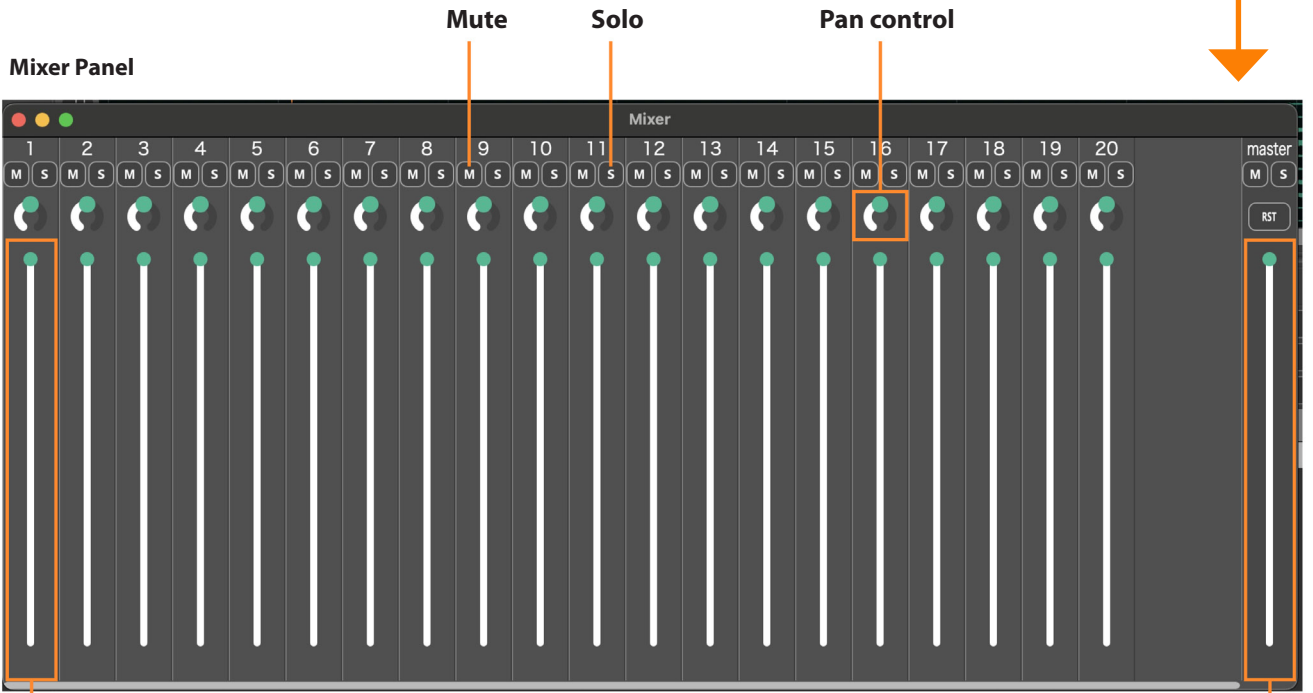 Mute Solo Pan control
Mixer Panel
Mixer
1 2 3 4 5 6 7 8 9 10 11 12 13 14 15 16 17 18 19 20 master
M S M S M S M S M S M S M S M S M S M S M S M S M S M S M S M S M S M S M S M S M S
RST